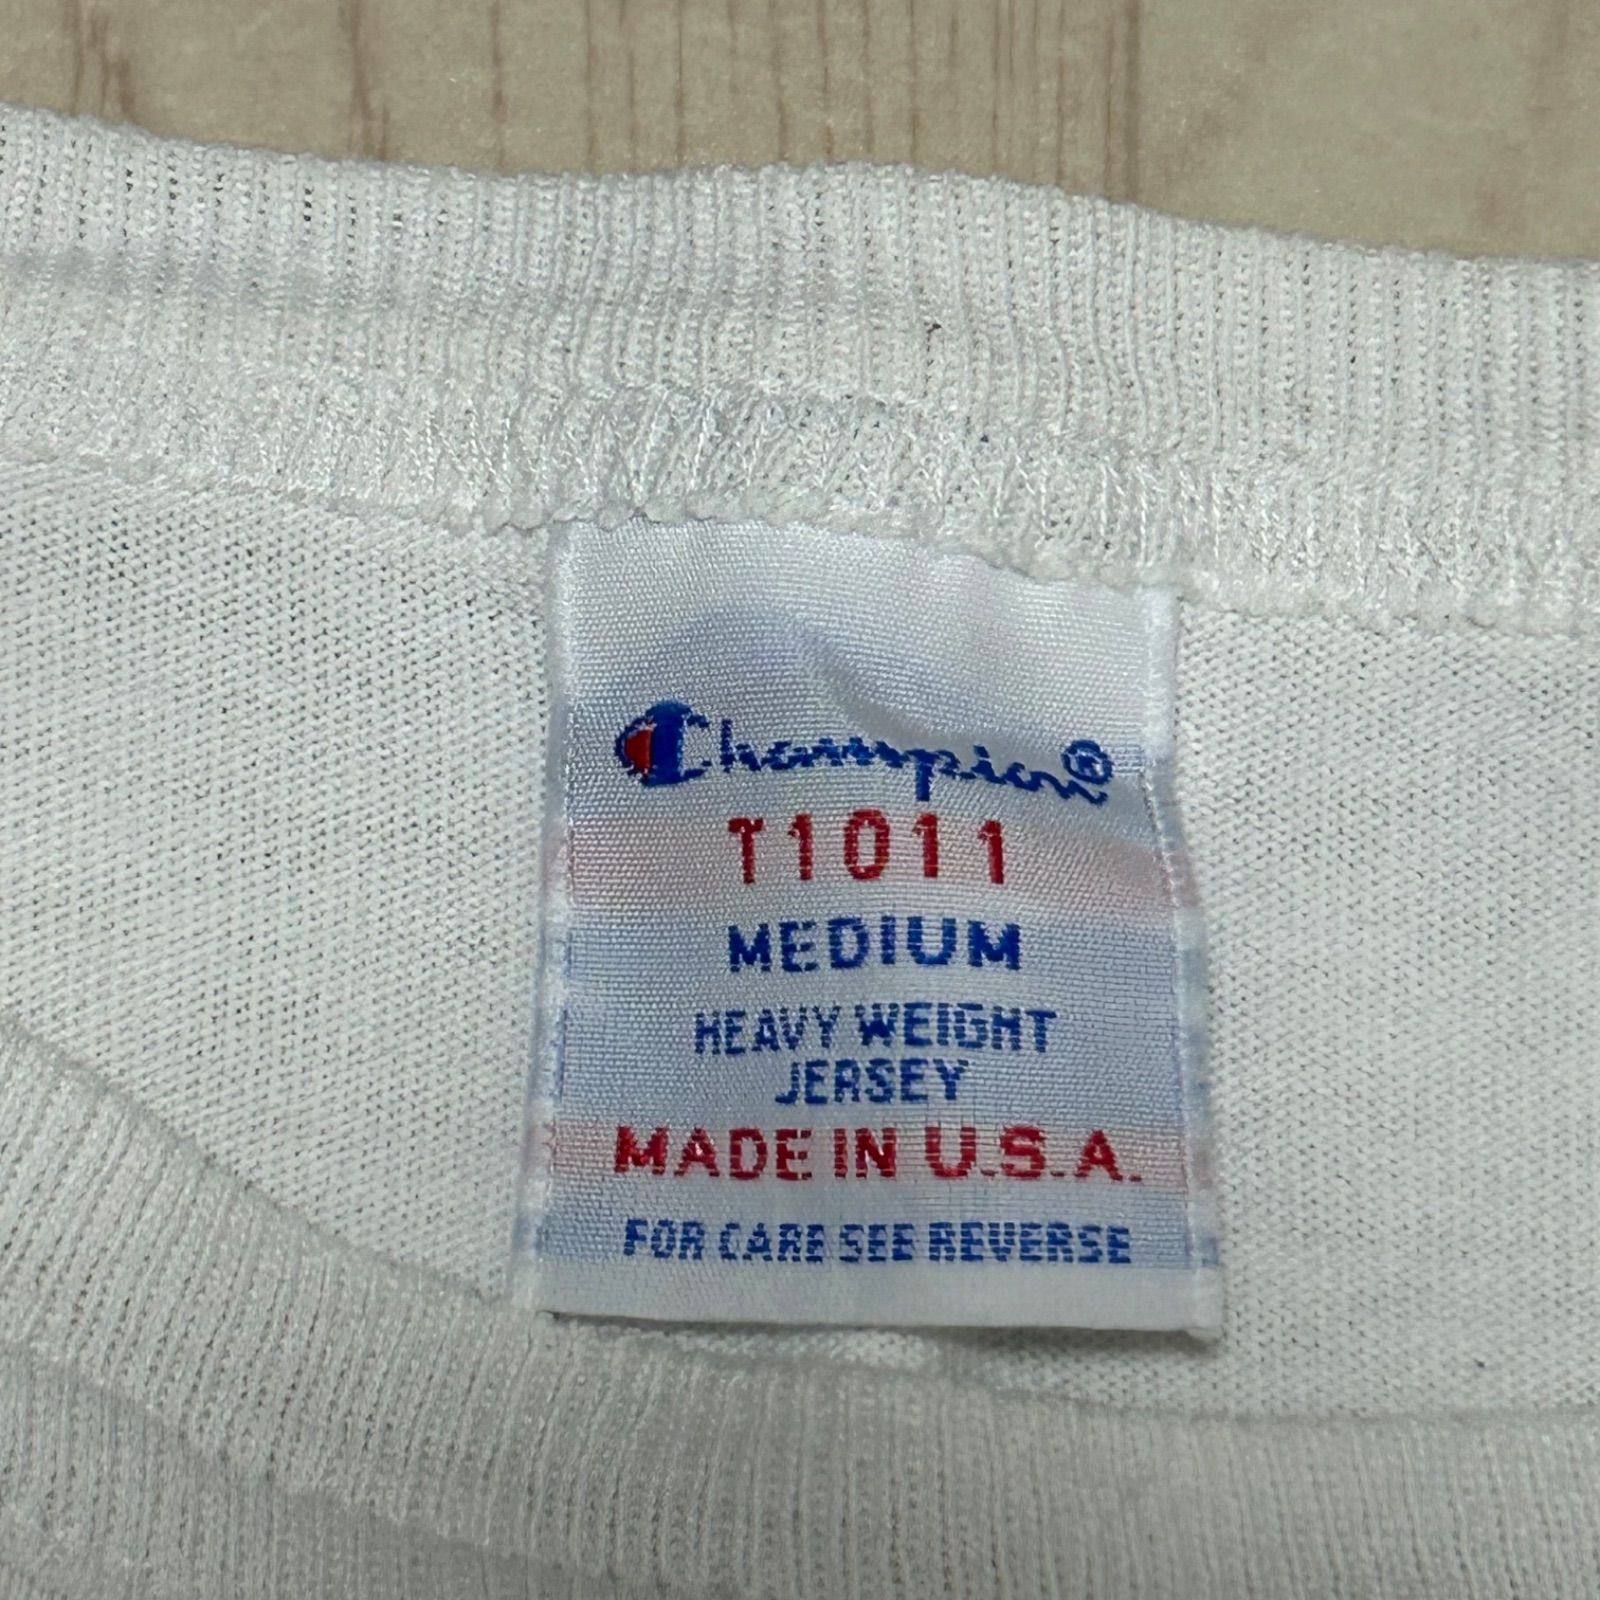 Champion®
T1011
MEDIUM
HEAVY WEIGHT
JERSEY
MADE IN U.S.A.
FOR CARE SEE REVERSE